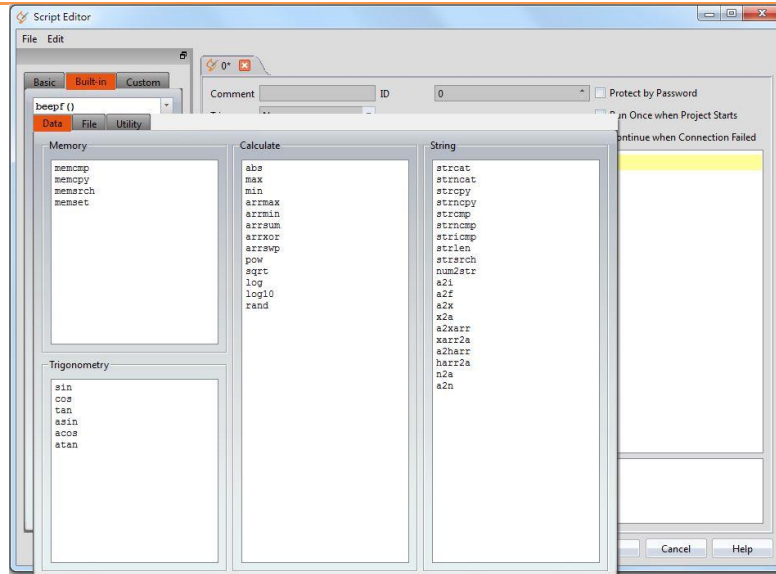 Script Editor
File Edit
0*
Basic Built-in Custom
Comment ID 0 Protect by Password
beepf()
Run Once when Project Starts
Data File Utility
Continue when Connection Failed
Memory
memcmp
memcpy
memsrch
memset
Trigonometry
sin
cos
tan
asin
acos
atan
Calculate
abs
max
min
arrmax
arrmin
arrsum
arrxor
arrswp
pow
sqrt
log
log10
rand
String
strcat
strncat
strcpy
strncpy
strcmp
strncmp
stricmp
strlen
strsrch
num2str
a2i
a2f
a2x
x2a
a2xarr
xarr2a
a2harr
harr2a
n2a
a2n
Cancel Help